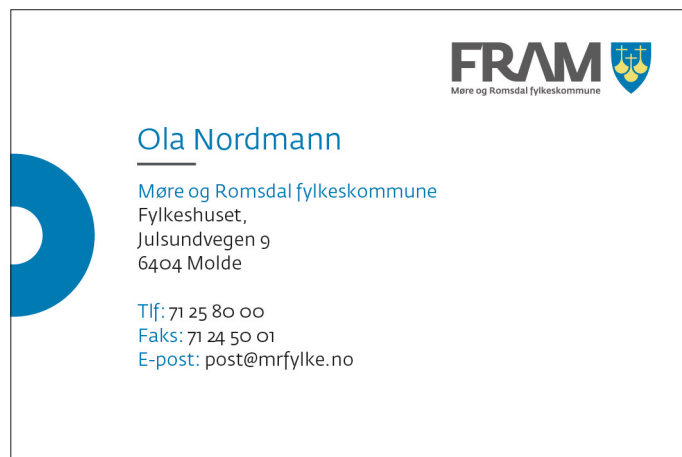 FRAM
Møre og Romsdal fylkeskommune
Ola Nordmann
Møre og Romsdal fylkeskommune
Fylkeshuset,
Julsundvegen 9
6404 Molde
Tlf: 71 25 80 00
Faks: 71 24 50 01
E-post: post@mrfylke.no